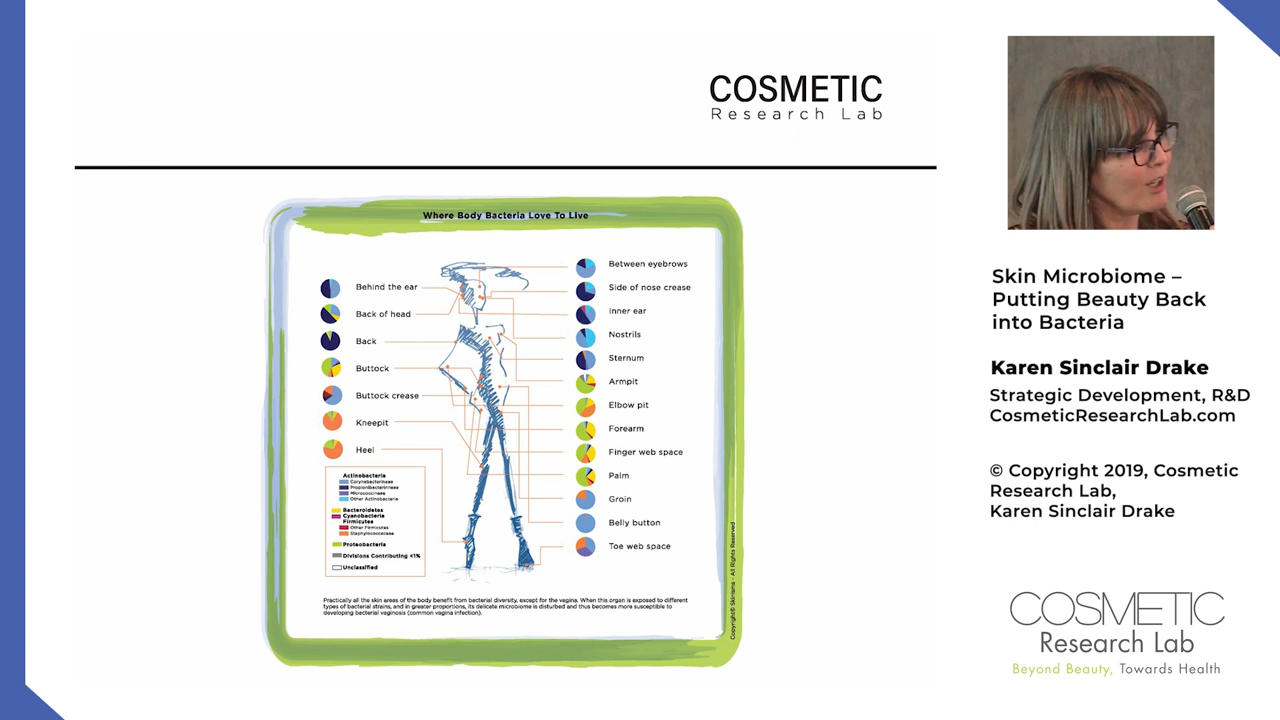 COSMETIC
Research Lab
Where Body Bacteria Love To Live
Behind the ear
Back of head
Back
Buttock
Buttock crease
Kneepit
Heel
Between eyebrows
Side of nose crease
Inner ear
Nostrils
Sternum
Armpit
Elbow pit
Forearm
Finger web space
Palm
Groin
Belly button
Toe web space
Actinobacteria
Corynebacterineae
Propionibacterineae
Micrococcineae
Other Actinobacteria
Bacteroidetes
Cyanobacteria
Firmicutes
Other Firmicutes
Staphylococcaceae
Proteobacteria
Divisions Contributing <1%
Unclassified
Practically all the skin areas of the body benefit from bacterial diversity, except for the vagina. When this organ is exposed to different
types of bacterial strains, and in greater proportions, its delicate microbiome is disturbed and thus becomes more susceptible to
developing bacterial vaginosis (common vagina infection).
Skin Microbiome –
Putting Beauty Back
into Bacteria
Karen Sinclair Drake
Strategic Development, R&D
CosmeticResearchLab.com
© Copyright 2019, Cosmetic
Research Lab,
Karen Sinclair Drake
COSMETIC
Research Lab
Beyond Beauty, Towards Health